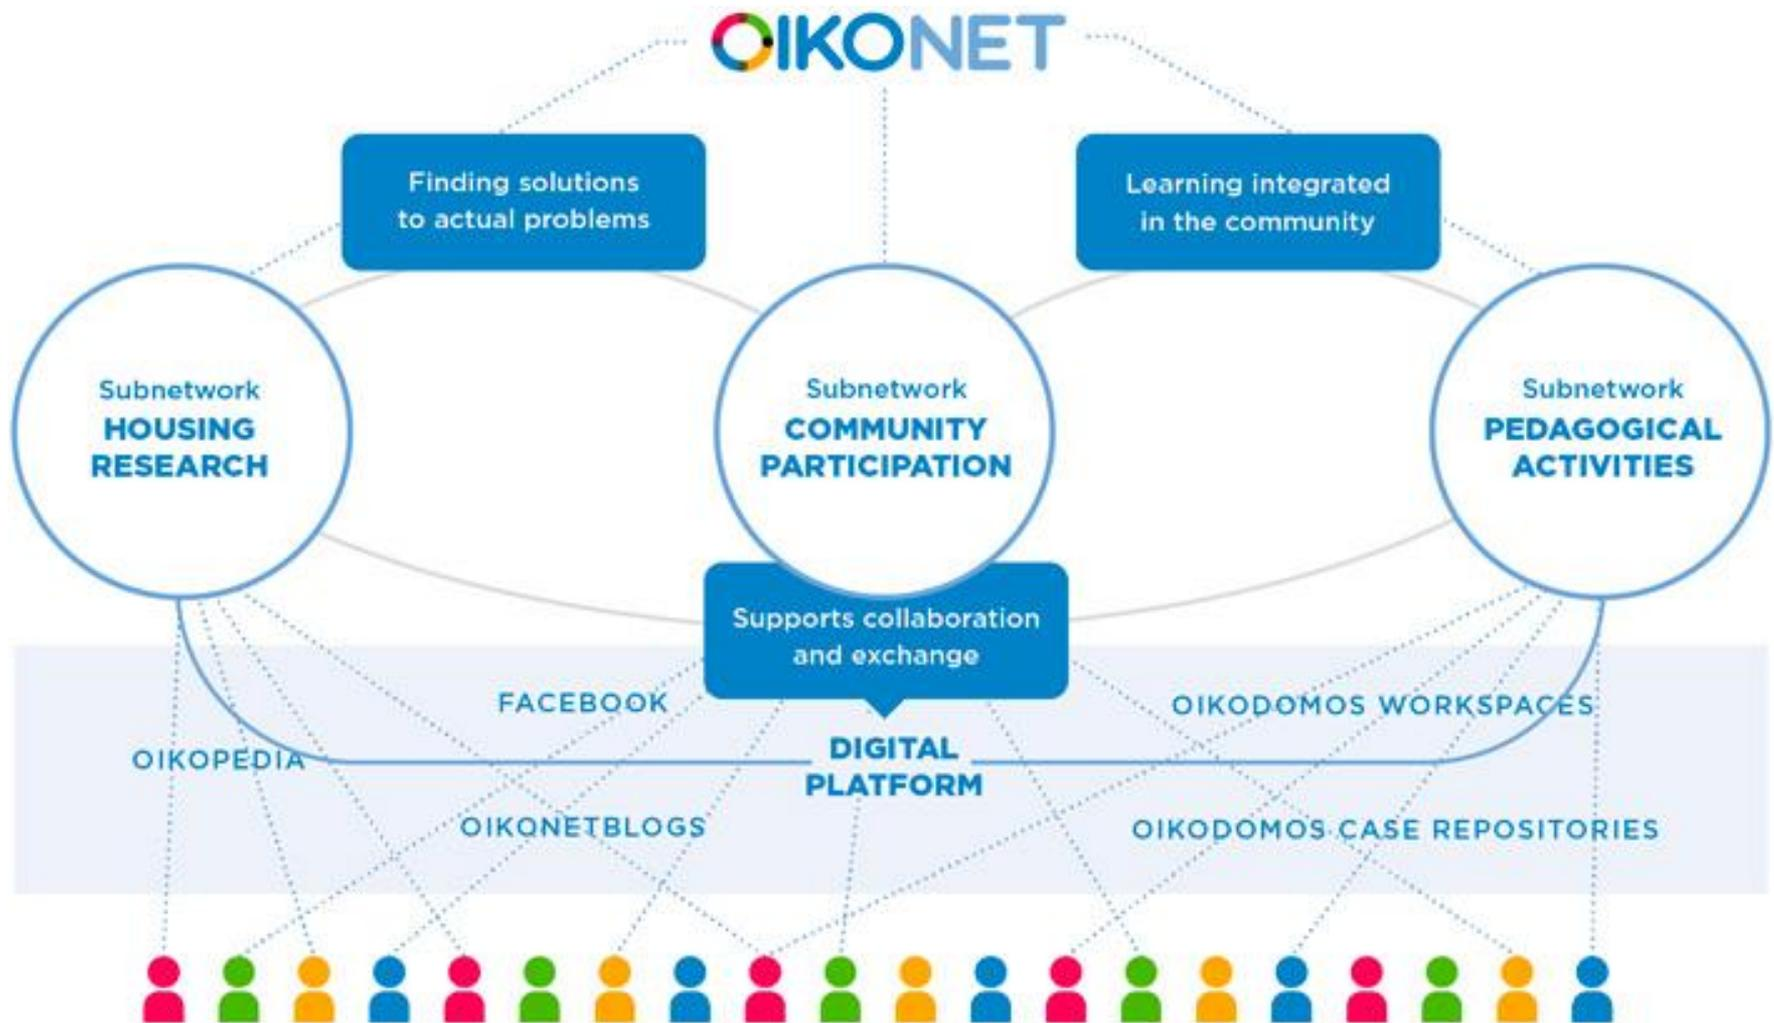 OIKONET
Finding solutions
to actual problems
Learning integrated
in the community
Subnetwork
HOUSING
RESEARCH
Subnetwork
COMMUNITY
PARTICIPATION
Subnetwork
PEDAGOGICAL
ACTIVITIES
Supports collaboration
and exchange
FACEBOOK
OIKODOMOS WORKSPACES
OIKOPEDIA
DIGITAL
PLATFORM
OIKONETBLOGS
OIKODOMOS CASE REPOSITORIES